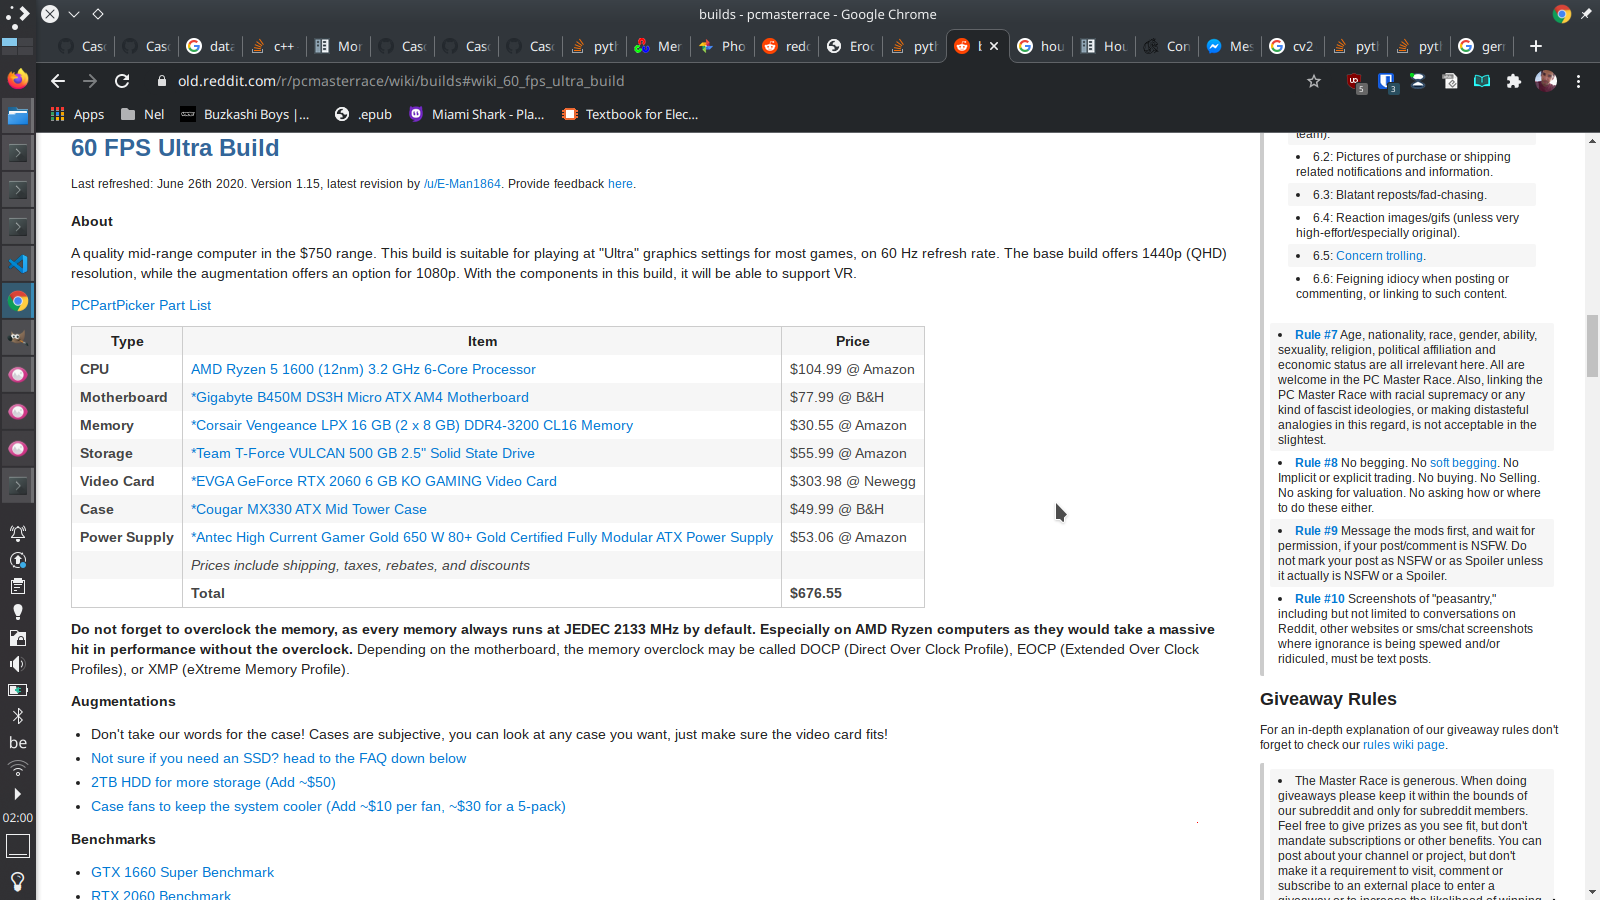 builds - pcmasterrace - Google Chrome
Casc
Casc
data
c++
Mor
Casc
Casc
Casc
pyth
Mer
Pho
redd
Eroc
pyth
hou
Hou
Con
Mes
cv2
pyth
pyth
gerr
old.reddit.com/r/pcmasterrace/wiki/builds#wiki_60_fps_ultra_build
5
3
Apps
Nel
Buzkashi Boys |...
.epub
Miami Shark - Pla...
Textbook for Elec...
60 FPS Ultra Build
Last refreshed: June 26th 2020. Version 1.15, latest revision by /u/E-Man1864. Provide feedback here.
About
A quality mid-range computer in the $750 range. This build is suitable for playing at "Ultra" graphics settings for most games, on 60 Hz refresh rate. The base build offers 1440p (QHD)
resolution, while the augmentation offers an option for 1080p. With the components in this build, it will be able to support VR.
PCPartPicker Part List
Type Item Price
CPU AMD Ryzen 5 1600 (12nm) 3.2 GHz 6-Core Processor $104.99 @ Amazon
Motherboard *Gigabyte B450M DS3H Micro ATX AM4 Motherboard $77.99 @ B&H
Memory *Corsair Vengeance LPX 16 GB (2 x 8 GB) DDR4-3200 CL16 Memory $30.55 @ Amazon
Storage *Team T-Force VULCAN 500 GB 2.5" Solid State Drive $55.99 @ Amazon
Video Card *EVGA GeForce RTX 2060 6 GB KO GAMING Video Card $303.98 @ Newegg
Case *Cougar MX330 ATX Mid Tower Case $49.99 @ B&H
Power Supply *Antec High Current Gamer Gold 650 W 80+ Gold Certified Fully Modular ATX Power Supply $53.06 @ Amazon
Prices include shipping, taxes, rebates, and discounts
Total $676.55
Do not forget to overclock the memory, as every memory always runs at JEDEC 2133 MHz by default. Especially on AMD Ryzen computers as they would take a massive
hit in performance without the overclock. Depending on the motherboard, the memory overclock may be called DOCP (Direct Over Clock Profile), EOCP (Extended Over Clock
Profiles), or XMP (eXtreme Memory Profile).
Augmentations
• Don't take our words for the case! Cases are subjective, you can look at any case you want, just make sure the video card fits!
• Not sure if you need an SSD? head to the FAQ down below
• 2TB HDD for more storage (Add ~$50)
• Case fans to keep the system cooler (Add ~$10 per fan, ~$30 for a 5-pack)
Benchmarks
• GTX 1660 Super Benchmark
• RTX 2060 Benchmark
team).
• 6.2: Pictures of purchase or shipping
related notifications and information.
• 6.3: Blatant reposts/fad-chasing.
• 6.4: Reaction images/gifs (unless very
high-effort/especially original).
• 6.5: Concern trolling.
• 6.6: Feigning idiocy when posting or
commenting, or linking to such content.
• Rule #7 Age, nationality, race, gender, ability,
sexuality, religion, political affiliation and
economic status are all irrelevant here. All are
welcome in the PC Master Race. Also, linking the
PC Master Race with racial supremacy or any
kind of fascist ideologies, or making distasteful
analogies in this regard, is not acceptable in the
slightest.
• Rule #8 No begging. No soft begging. No
Implicit or explicit trading. No buying. No Selling.
No asking for valuation. No asking how or where
to do these either.
• Rule #9 Message the mods first, and wait for
permission, if your post/comment is NSFW. Do
not mark your post as NSFW or as Spoiler unless
it actually is NSFW or a Spoiler.
• Rule #10 Screenshots of "peasantry,"
including but not limited to conversations on
Reddit, other websites or sms/chat screenshots
where ignorance is being spewed and/or
ridiculed, must be text posts.
Giveaway Rules
For an in-depth explanation of our giveaway rules don't
forget to check our rules wiki page.
• The Master Race is generous. When doing
giveaways please keep it within the bounds of
our subreddit and only for subreddit members.
Feel free to give prizes as you see fit, but don't
mandate subscriptions or other benefits. You can
post about your channel or project, but don't
make it a requirement to visit, comment or
subscribe to an external place to enter a
giveaway or to increase the likelihood of winning
be
02:00